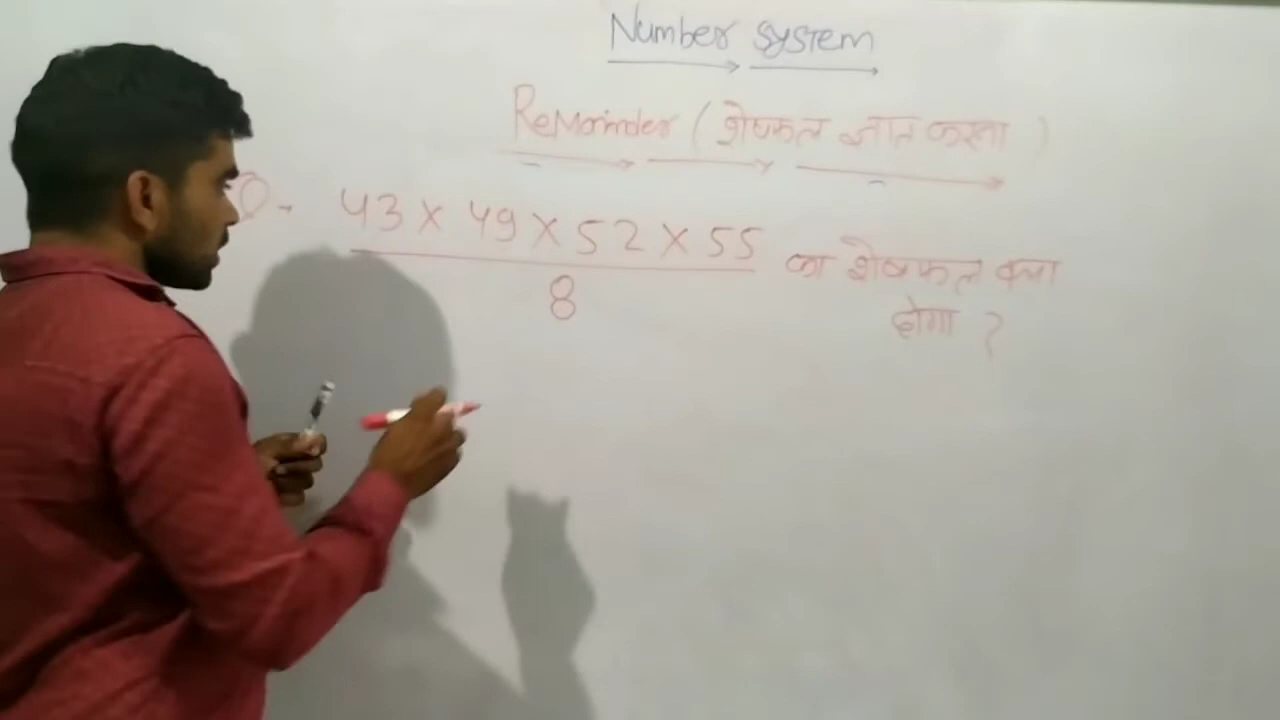 Number System
Remainder (शेषफल ज्ञात करना)
Q. 43 x 49 x 52 x 55 का शेषफल क्या
8
होगा ?